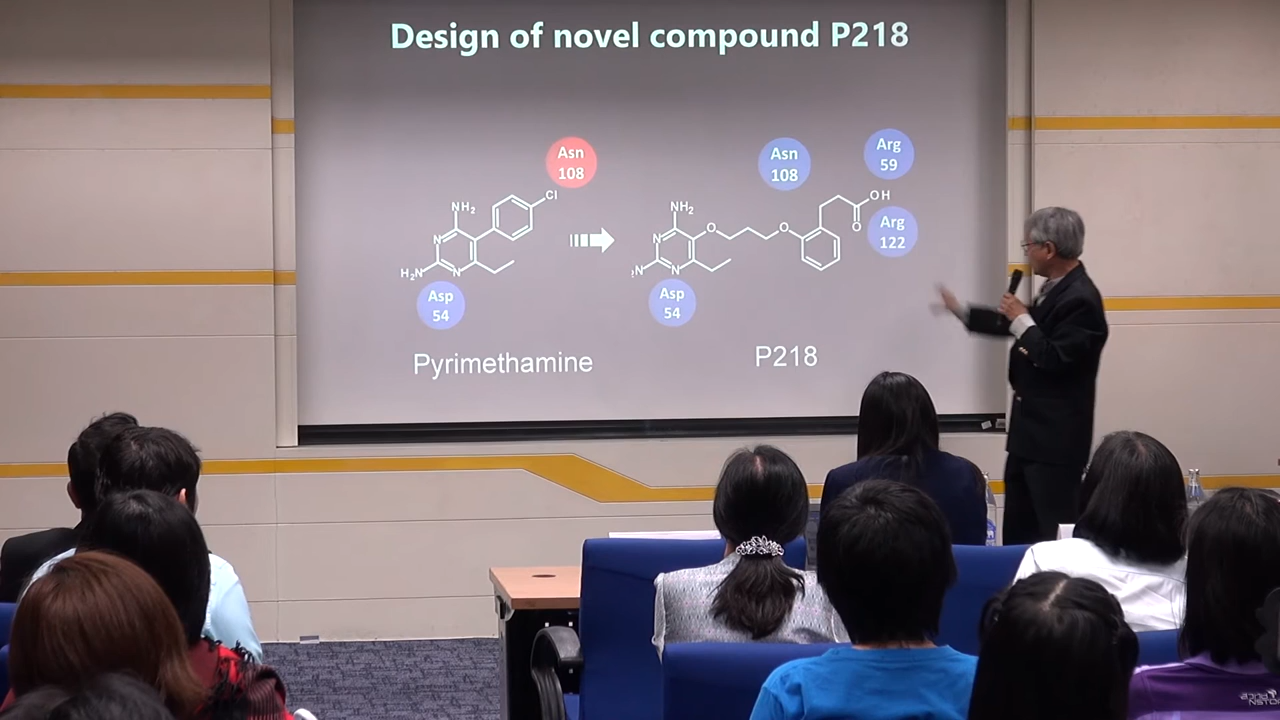 Design of novel compound P218
Asn
108
Asn
108
Arg
59
Cl
OH
NH₂
NH₂
O
O
O
Arg
122
N
N
H₂N
N
N
N
Asp
54
Asp
54
Pyrimethamine
P218